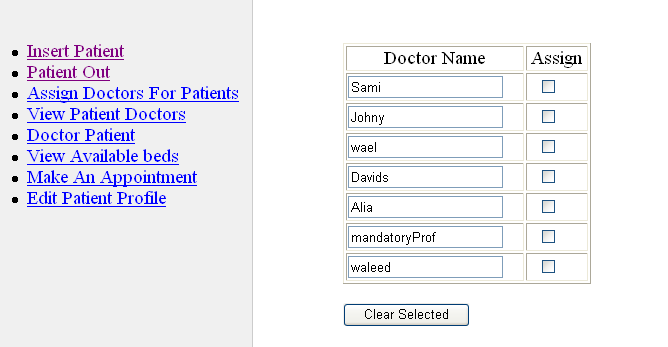 Insert Patient
Patient Out
Assign Doctors For Patients
View Patient Doctors
Doctor Patient
View Available beds
Make An Appointment
Edit Patient Profile
Doctor Name Assign
Sami
Johny
wael
Davids
Alia
mandatoryProf
waleed
Clear Selected